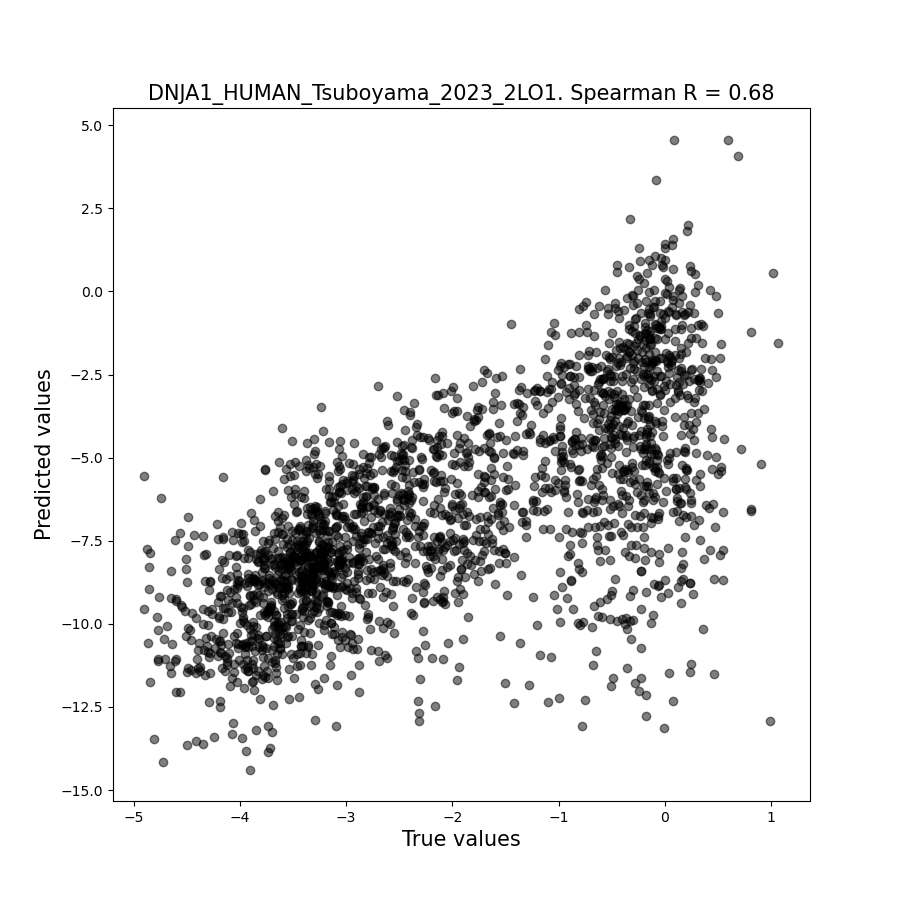 DNJA1_HUMAN_Tsuboyama_2023_2LO1. Spearman R = 0.68
5.0
2.5
0.0
−2.5
−5.0
−7.5
−10.0
−12.5
−15.0
Predicted values
−5 −4 −3 −2 −1 0 1
True values